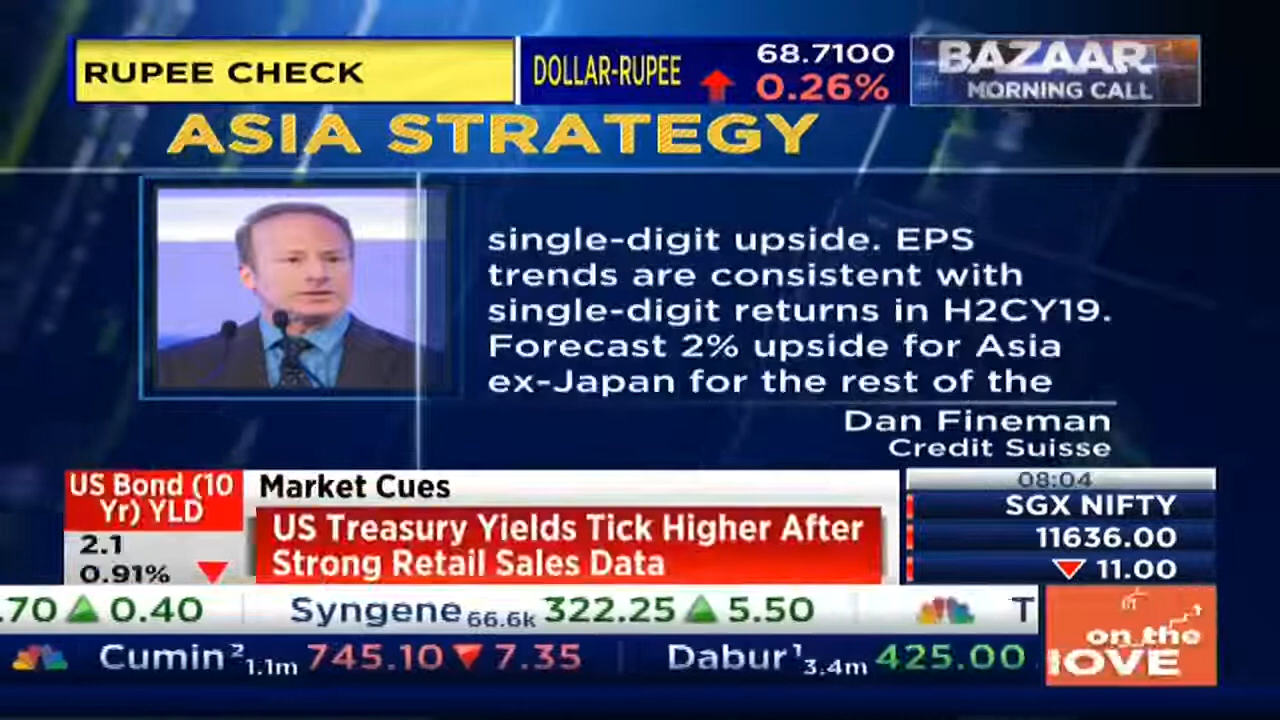 RUPEE CHECK
DOLLAR-RUPEE
68.7100
0.26%
BAZAAR
MORNING CALL
ASIA STRATEGY
single-digit upside. EPS
trends are consistent with
single-digit returns in H2CY19.
Forecast 2% upside for Asia
ex-Japan for the rest of the
Dan Fineman
Credit Suisse
US Bond (10
Yr) YLD
2.1
0.91%
Market Cues
US Treasury Yields Tick Higher After
Strong Retail Sales Data
08:04
SGX NIFTY
11636.00
11.00
.70 0.40 Syngene 66.6k 322.25 5.50 T
Cumin 2 1.1m 745.10 7.35 Dabur 1 3.4m 425.00
on the
OVE